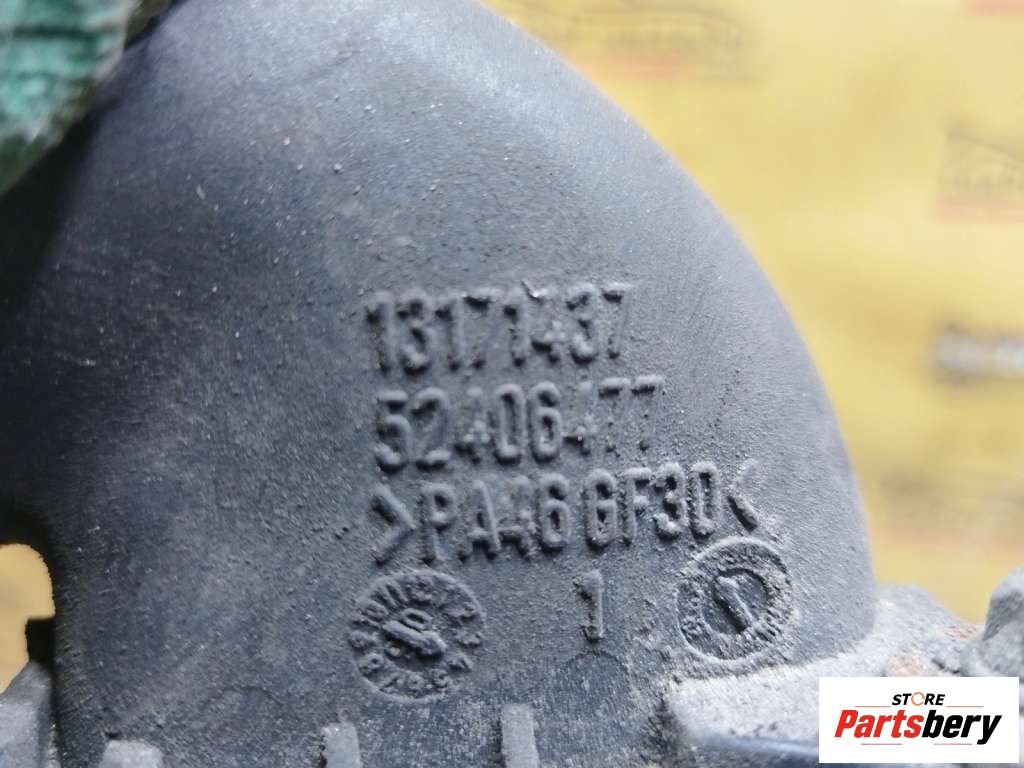 13171437
52406477
>PA46 GF30<
1
STORE
Partsbery